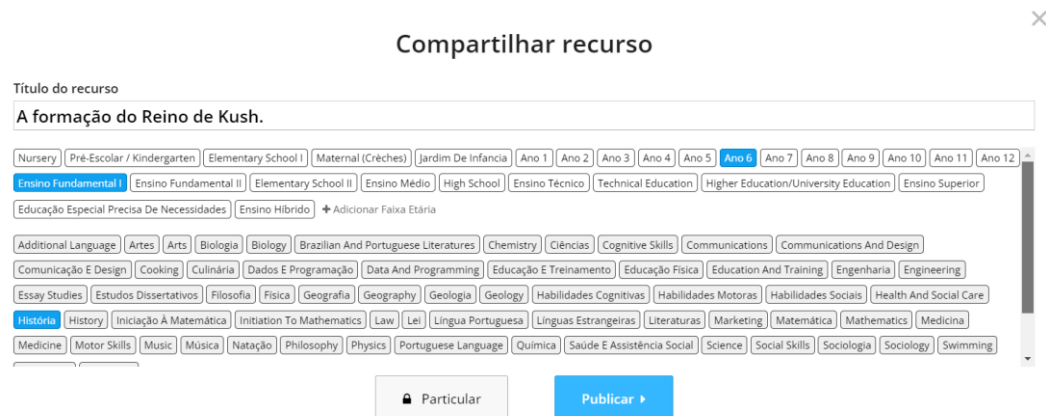 ×
Compartilhar recurso
Título do recurso
A formação do Reino de Kush.
Nursery Pré-Escolar / Kindergarten Elementary School I Maternal (Crèches) Jardim De Infancia Ano 1 Ano 2 Ano 3 Ano 4 Ano 5 Ano 6 Ano 7 Ano 8 Ano 9 Ano 10 Ano 11 Ano 12
Ensino Fundamental I Ensino Fundamental II Elementary School II Ensino Médio High School Ensino Técnico Technical Education Higher Education/University Education Ensino Superior
Educação Especial Precisa De Necessidades Ensino Híbrido + Adicionar Faixa Etária
Additional Language Artes Arts Biologia Biology Brazilian And Portuguese Literatures Chemistry Ciências Cognitive Skills Communications Communications And Design
Comunicação E Design Cooking Culinária Dados E Programação Data And Programming Educação E Treinamento Educação Física Education And Training Engenharia Engineering
Essay Studies Estudos Dissertativos Filosofia Física Geografia Geography Geologia Geology Habilidades Cognitivas Habilidades Motoras Habilidades Sociais Health And Social Care
História History Iniciação À Matemática Initiation To Mathematics Law Lei Língua Portuguesa Línguas Estrangeiras Literaturas Marketing Matemática Mathematics Medicina
Medicine Motor Skills Music Música Natação Philosophy Physics Portuguese Language Química Saúde E Assistência Social Science Social Skills Sociologia Sociology Swimming
Particular Publicar